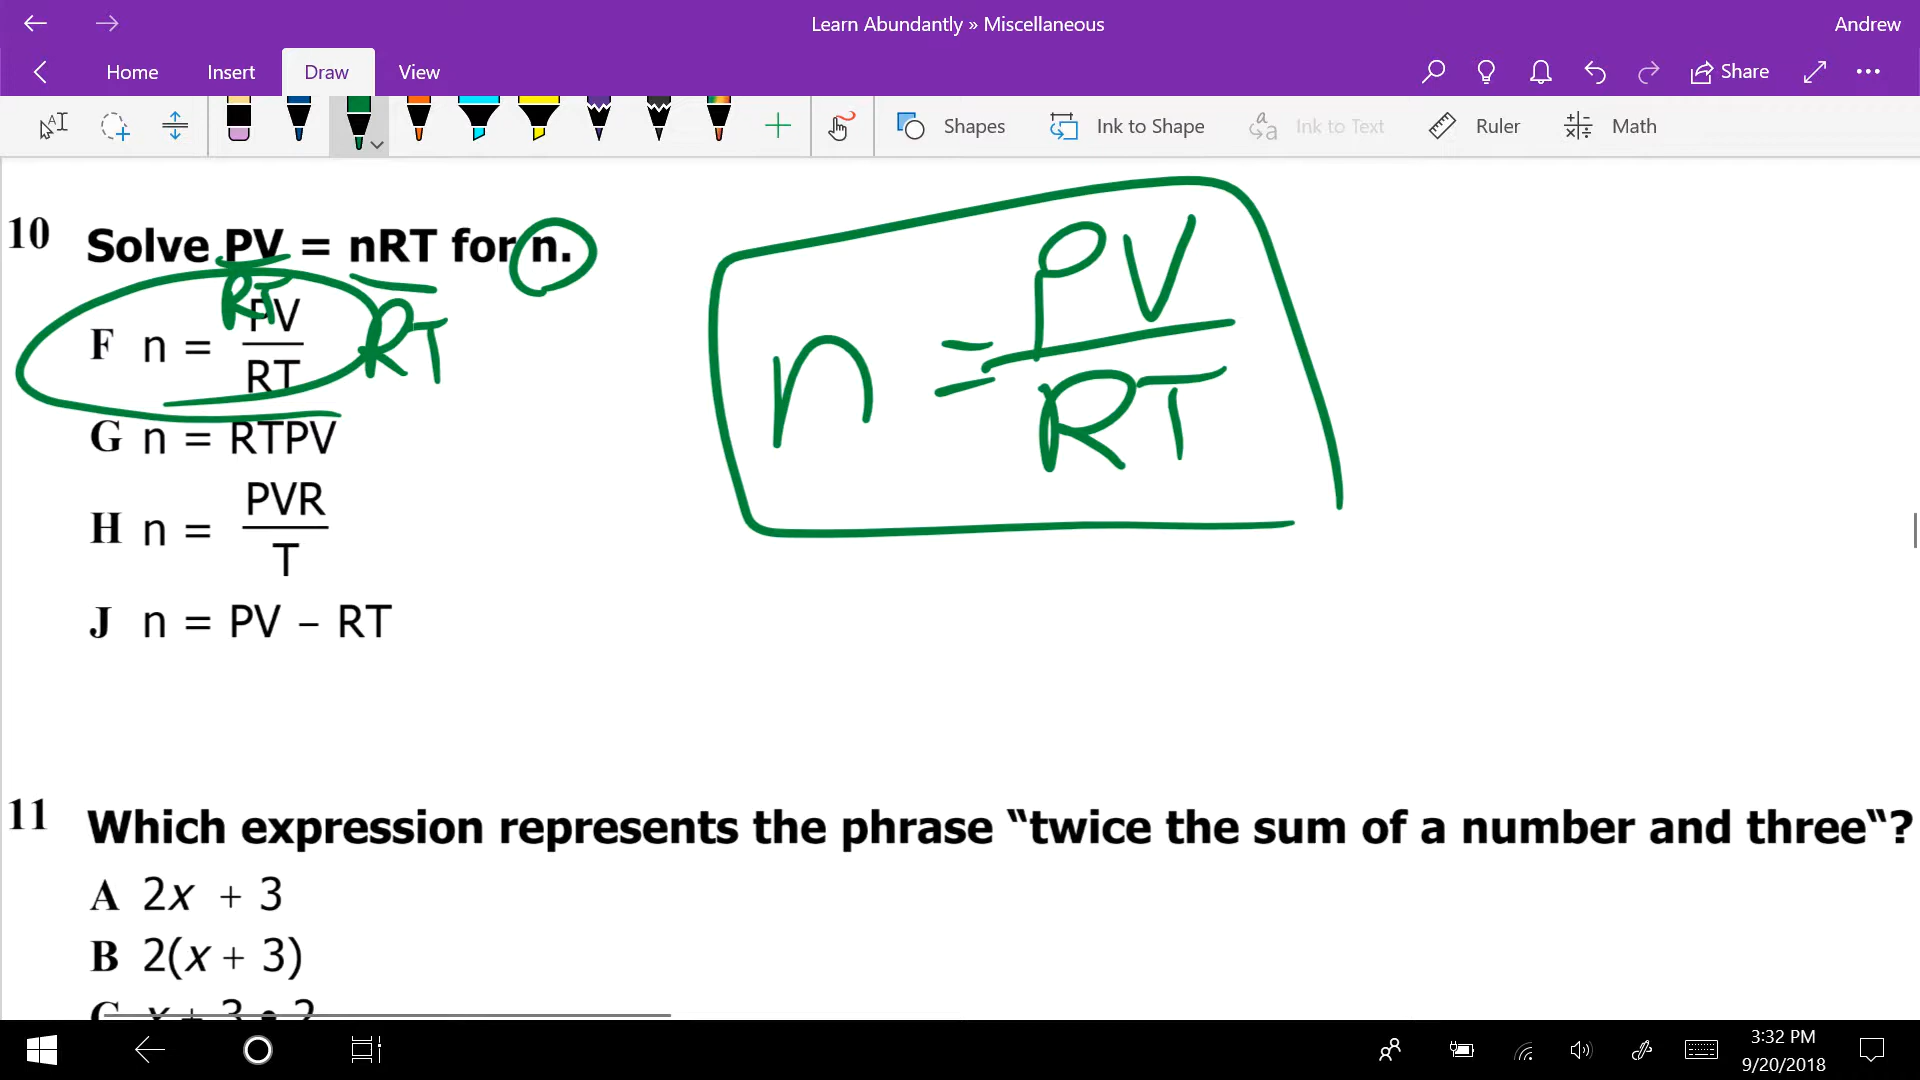 Learn Abundantly » Miscellaneous
Andrew
Home Insert Draw View
Share
Shapes Ink to Shape Ink to Text Ruler Math
10 Solve PV = nRT for n.
RT RT
F n = PV
RT
G n = RTPV
H n = PVR
T
J n = PV – RT
n = PV
RT
11 Which expression represents the phrase “twice the sum of a number and three“?
A 2x + 3
B 2(x + 3)
C x + 3 • 2
3:32 PM
9/20/2018